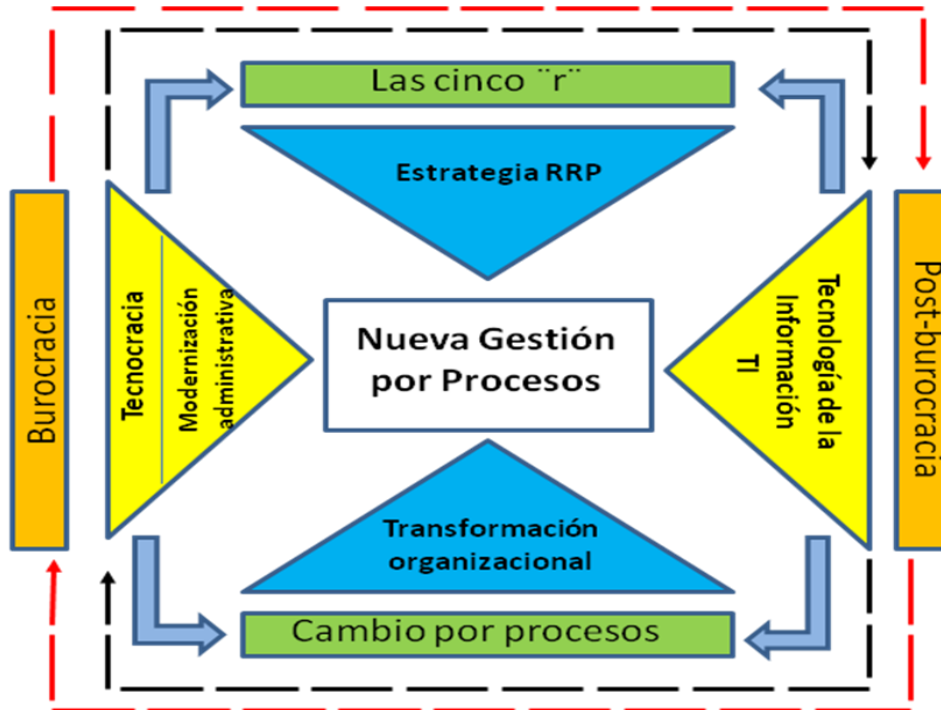 Las cinco ¨r¨
Estrategia RRP
Burocracia
Tecnocracia
Modernización
administrativa
Nueva Gestión
por Procesos
Tecnología de la
Información
TI
Post-burocracia
Transformación
organizacional
Cambio por procesos